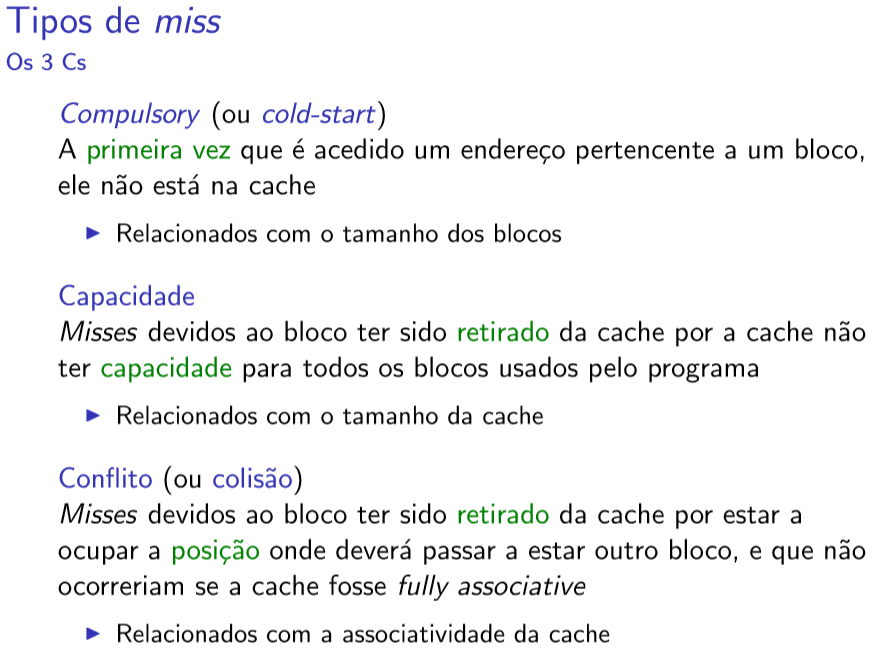 Tipos de miss
Os 3 Cs
Compulsory (ou cold-start)
A primeira vez que é acedido um endereço pertencente a um bloco,
ele não está na cache
▶ Relacionados com o tamanho dos blocos
Capacidade
Misses devidos ao bloco ter sido retirado da cache por a cache não
ter capacidade para todos os blocos usados pelo programa
▶ Relacionados com o tamanho da cache
Conflito (ou colisão)
Misses devidos ao bloco ter sido retirado da cache por estar a
ocupar a posição onde deverá passar a estar outro bloco, e que não
ocorreriam se a cache fosse fully associative
▶ Relacionados com a associatividade da cache